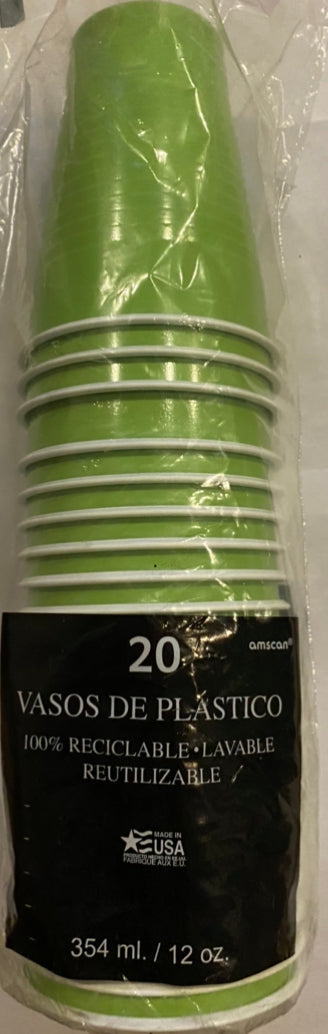 20
amscan®
VASOS DE PLASTICO
100% RECICLABLE • LAVABLE
REUTILIZABLE
MADE IN
USA
PRODUCTO HECHO EN EE.UU.
FABRIQUE AUX E.U.
354 ml. / 12 oz.